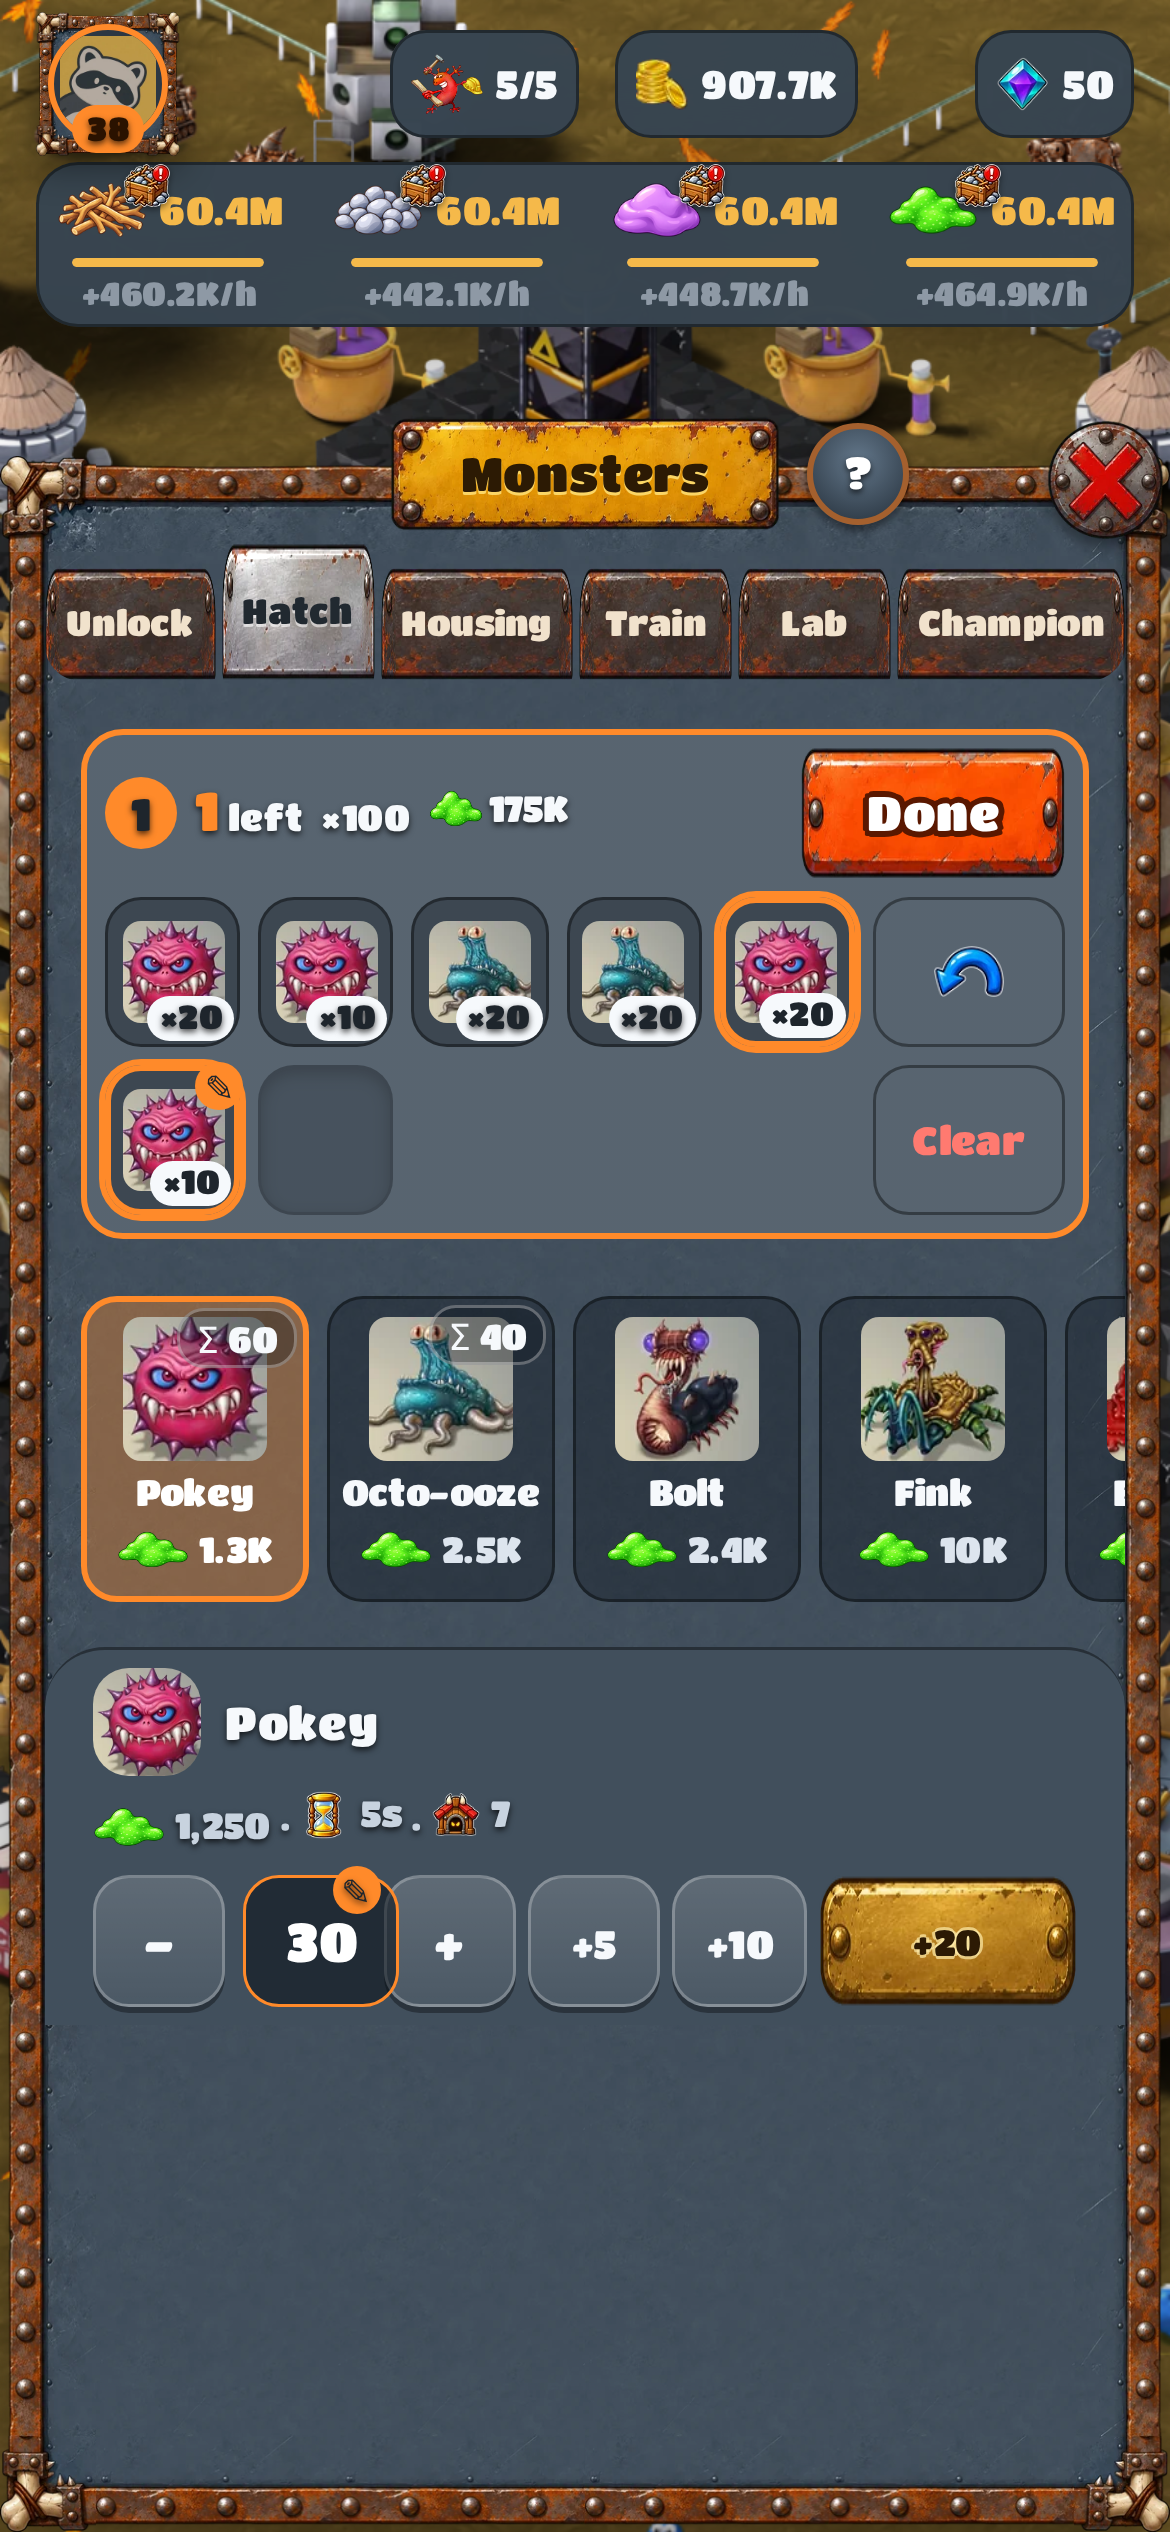 38
5/5
907.7K
50
60.4M
60.4M
60.4M
60.4M
+460.2K/h
+442.1K/h
+448.7K/h
+464.9K/h
Monsters
?
Unlock
Hatch
Housing
Train
Lab
Champion
1
1 left ×100
175K
Done
×20
×10
×20
×20
×20
×10
Clear
Σ 60
Σ 40
Pokey
Octo-ooze
Bolt
Fink
1.3K
2.5K
2.4K
10K
Pokey
1,250 · 5s · 7
−
30
+
+5
+10
+20